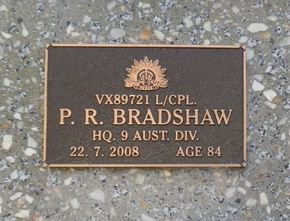 VX89721 L/CPL.
P. R. BRADSHAW
HQ. 9 AUST. DIV.
22. 7. 2008 AGE 84